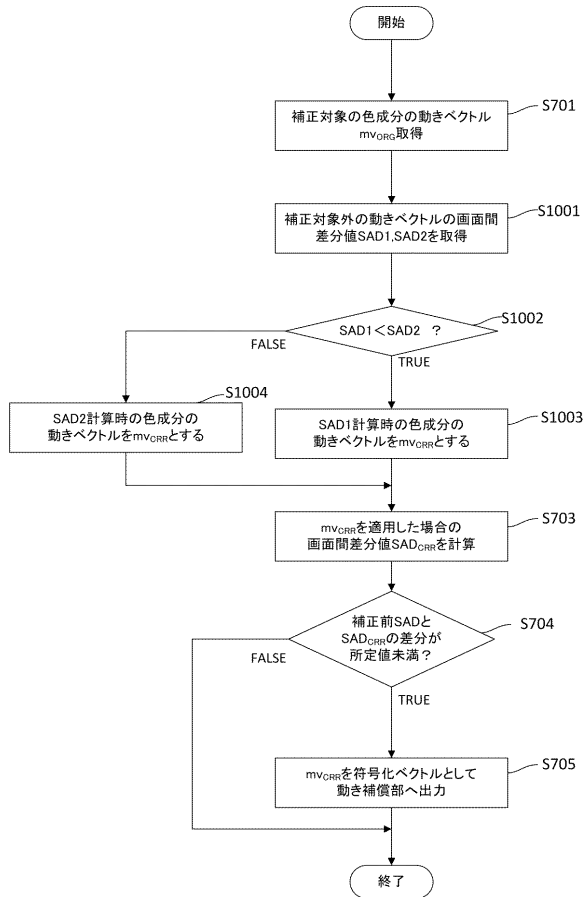 開始
補正対象の色成分の動きベクトル
mvORG取得
S701
補正対象外の動きベクトルの画面間
差分値SAD1,SAD2を取得
S1001
SAD1＜SAD2　？
S1002
FALSE
TRUE
SAD2計算時の色成分の
動きベクトルをmvCRRとする
S1004
SAD1計算時の色成分の
動きベクトルをmvCRRとする
S1003
mvCRRを適用した場合の
画面間差分値SADCRRを計算
S703
補正前SADと
SADCRRの差分が
所定値未満？
S704
FALSE
TRUE
mvCRRを符号化ベクトルとして
動き補償部へ出力
S705
終了